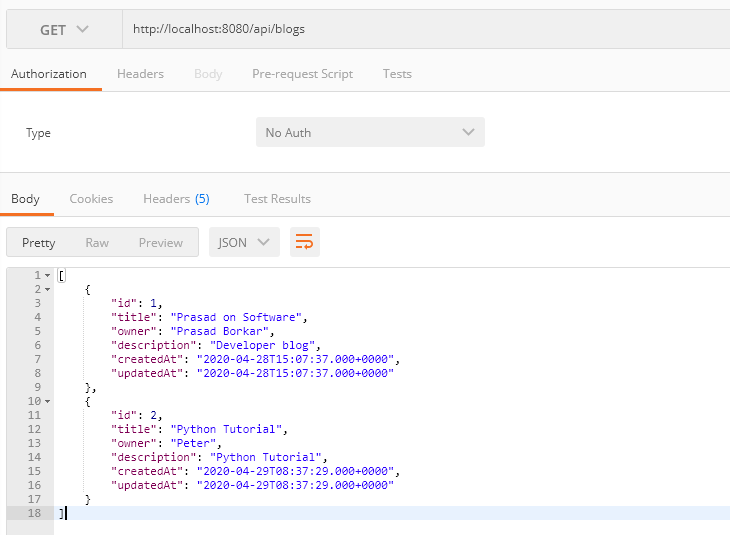 GET http://localhost:8080/api/blogs
Authorization Headers Body Pre-request Script Tests
Type No Auth
Body Cookies Headers (5) Test Results
Pretty Raw Preview JSON
1 [
2 {
3 "id": 1,
4 "title": "Prasad on Software",
5 "owner": "Prasad Borkar",
6 "description": "Developer blog",
7 "createdAt": "2020-04-28T15:07:37.000+0000",
8 "updatedAt": "2020-04-28T15:07:37.000+0000"
9 },
10 {
11 "id": 2,
12 "title": "Python Tutorial",
13 "owner": "Peter",
14 "description": "Python Tutorial",
15 "createdAt": "2020-04-29T08:37:29.000+0000",
16 "updatedAt": "2020-04-29T08:37:29.000+0000"
17 }
18 ]